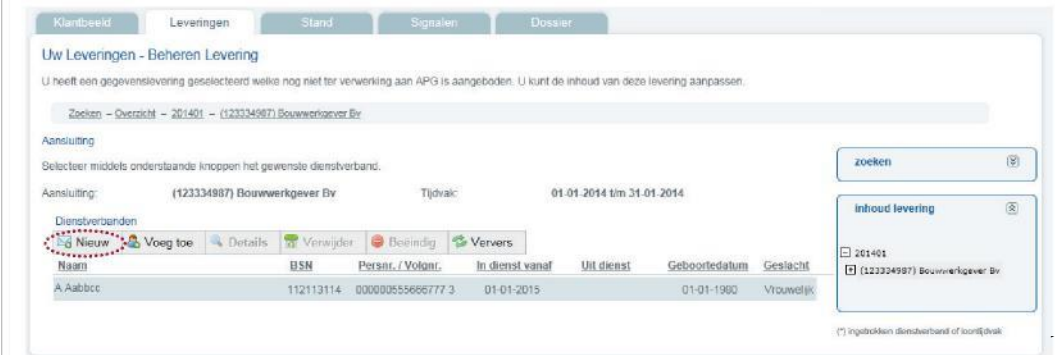 Klantbeeld Leveringen Stand Signalen Dossier
Uw Leveringen - Beheren Levering
U heeft een gegevenslevering geselecteerd welke nog niet ter verwerking aan APG is aangeboden. U kunt de inhoud van deze levering aanpassen.
Zoeken – Overzicht – 201401 – (123334987) Bouwwerkgever Bv
Aansluiting
Selecteer middels onderstaande knoppen het gewenste dienstverband.
Aansluiting: (123334987) Bouwwerkgever Bv Tijdvak: 01-01-2014 t/m 31-01-2014
Dienstverbanden
Nieuw Voeg toe Details Verwijder Beëindig Ververs
Naam BSN Persnr. / Volgnr. In dienst vanaf Uit dienst Geboortedatum Geslacht
A Aabbcc 112113114 000000555666777 3 01-01-2015 01-01-1980 Vrouwelijk
zoeken
inhoud levering
201401
(123334987) Bouwwerkgever Bv
(*) ingetrokken dienstverband of loontijdvak